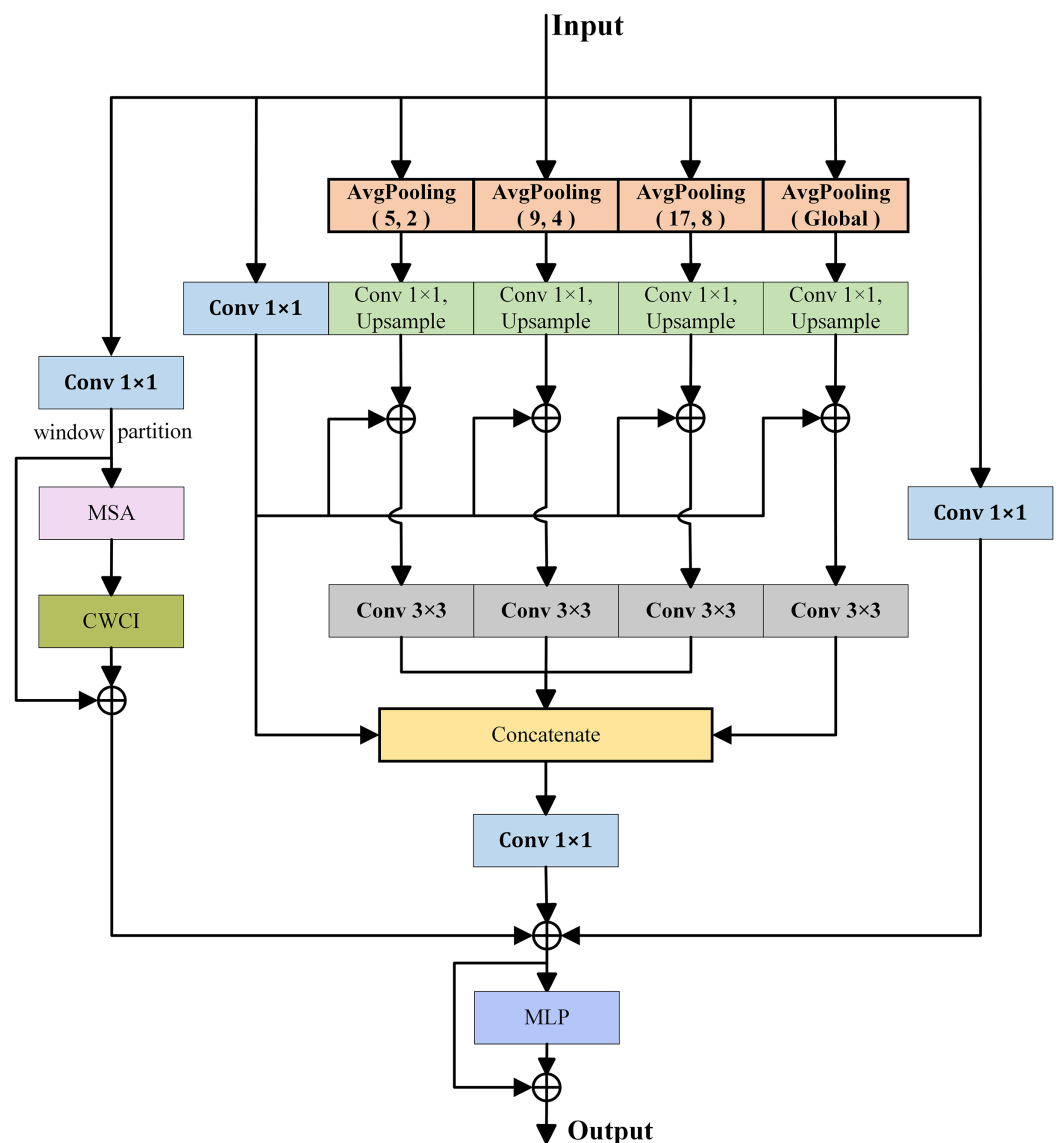 Input
AvgPooling
( 5, 2 )
AvgPooling
( 9, 4 )
AvgPooling
( 17, 8 )
AvgPooling
( Global )
Conv 1×1
Conv 1×1,
Upsample
Conv 1×1,
Upsample
Conv 1×1,
Upsample
Conv 1×1,
Upsample
Conv 1×1
window partition
MSA
Conv 1×1
CWCI
Conv 3×3
Conv 3×3
Conv 3×3
Conv 3×3
Concatenate
Conv 1×1
MLP
Output